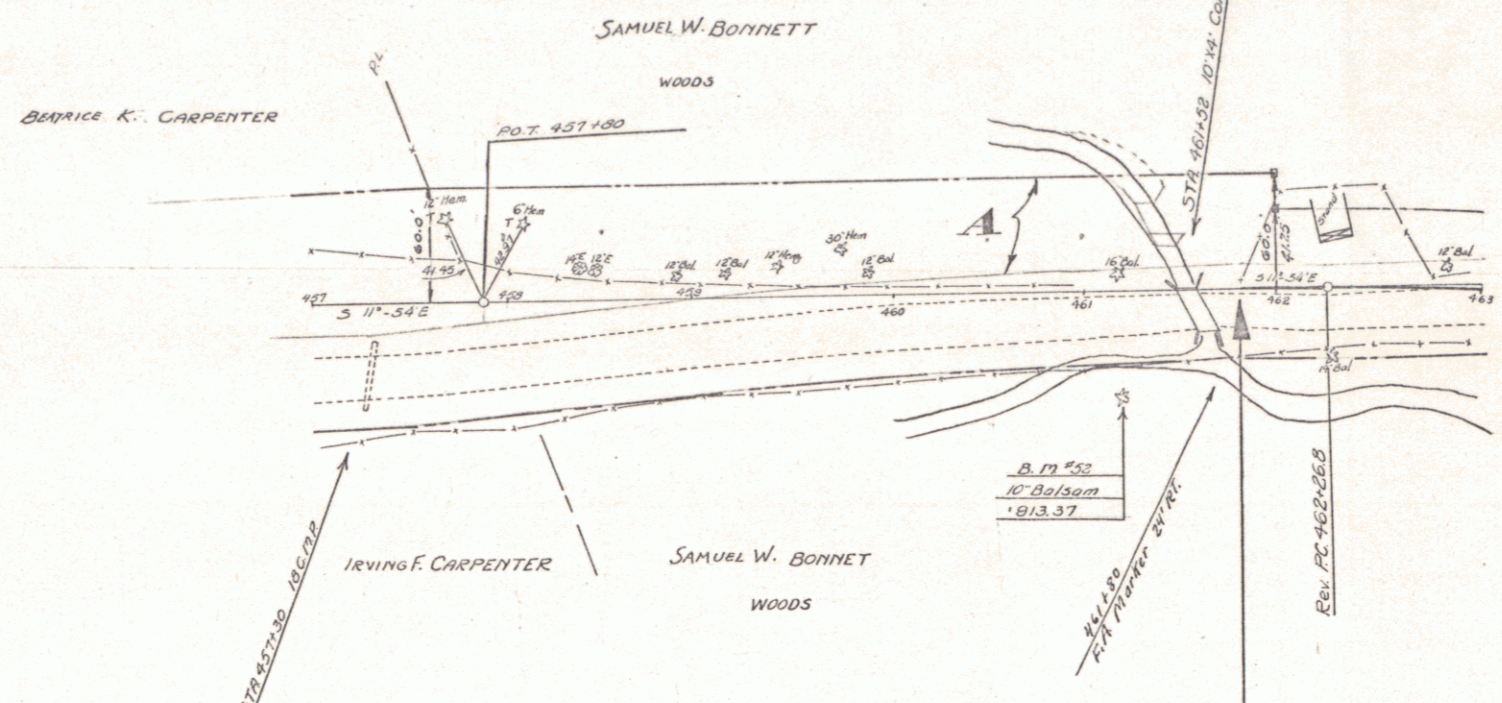 SAMUEL W. BONNETT
WOODS
BEATRICE K. CARPENTER
P.L.
P.O.T. 457+80
STA 461+52 10'x4'
12" Hem
6" Hem
T
T
60.0'
41.45
14"E
12"E
12" Bal
12" Bal
12" Hem
30" Hem
12" Bal
A
16" Bal
60.0'
41.75
Stand
12" Bal
S 11°-54'E
457
458
459
460
461
462
463
S 11°-54'E
14" Bal
B.M #52
10" Balsam
813.37
461+80
F.A Marker 24' RT.
Rev. P.C. 462+26.8
STA 457+30 18 C.M.P.
IRVING F. CARPENTER
SAMUEL W. BONNET
WOODS